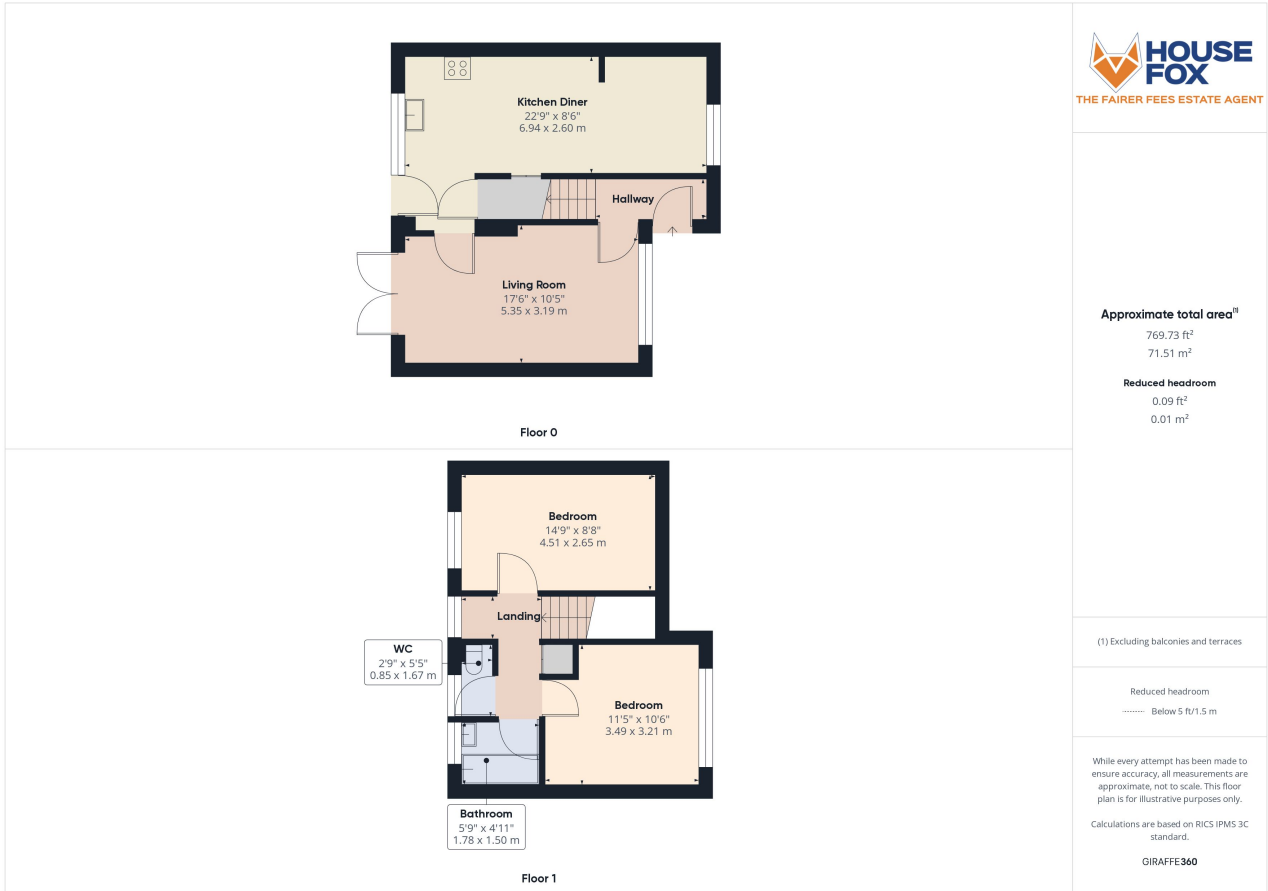 Kitchen Diner
22'9" x 8'6"
6.94 x 2.60 m
Hallway
Living Room
17'6" x 10'5"
5.35 x 3.19 m
Floor 0
Bedroom
14'9" x 8'8"
4.51 x 2.65 m
Landing
WC
2'9" x 5'5"
0.85 x 1.67 m
Bedroom
11'5" x 10'6"
3.49 x 3.21 m
Bathroom
5'9" x 4'11"
1.78 x 1.50 m
Floor 1
HOUSE
FOX
THE FAIRER FEES ESTATE AGENT
Approximate total area⁽¹⁾
769.73 ft²
71.51 m²
Reduced headroom
0.09 ft²
0.01 m²
(1) Excluding balconies and terraces
Reduced headroom
Below 5 ft/1.5 m
While every attempt has been made to
ensure accuracy, all measurements are
approximate, not to scale. This floor
plan is for illustrative purposes only.
Calculations are based on RICS IPMS 3C
standard.
GIRAFFE360